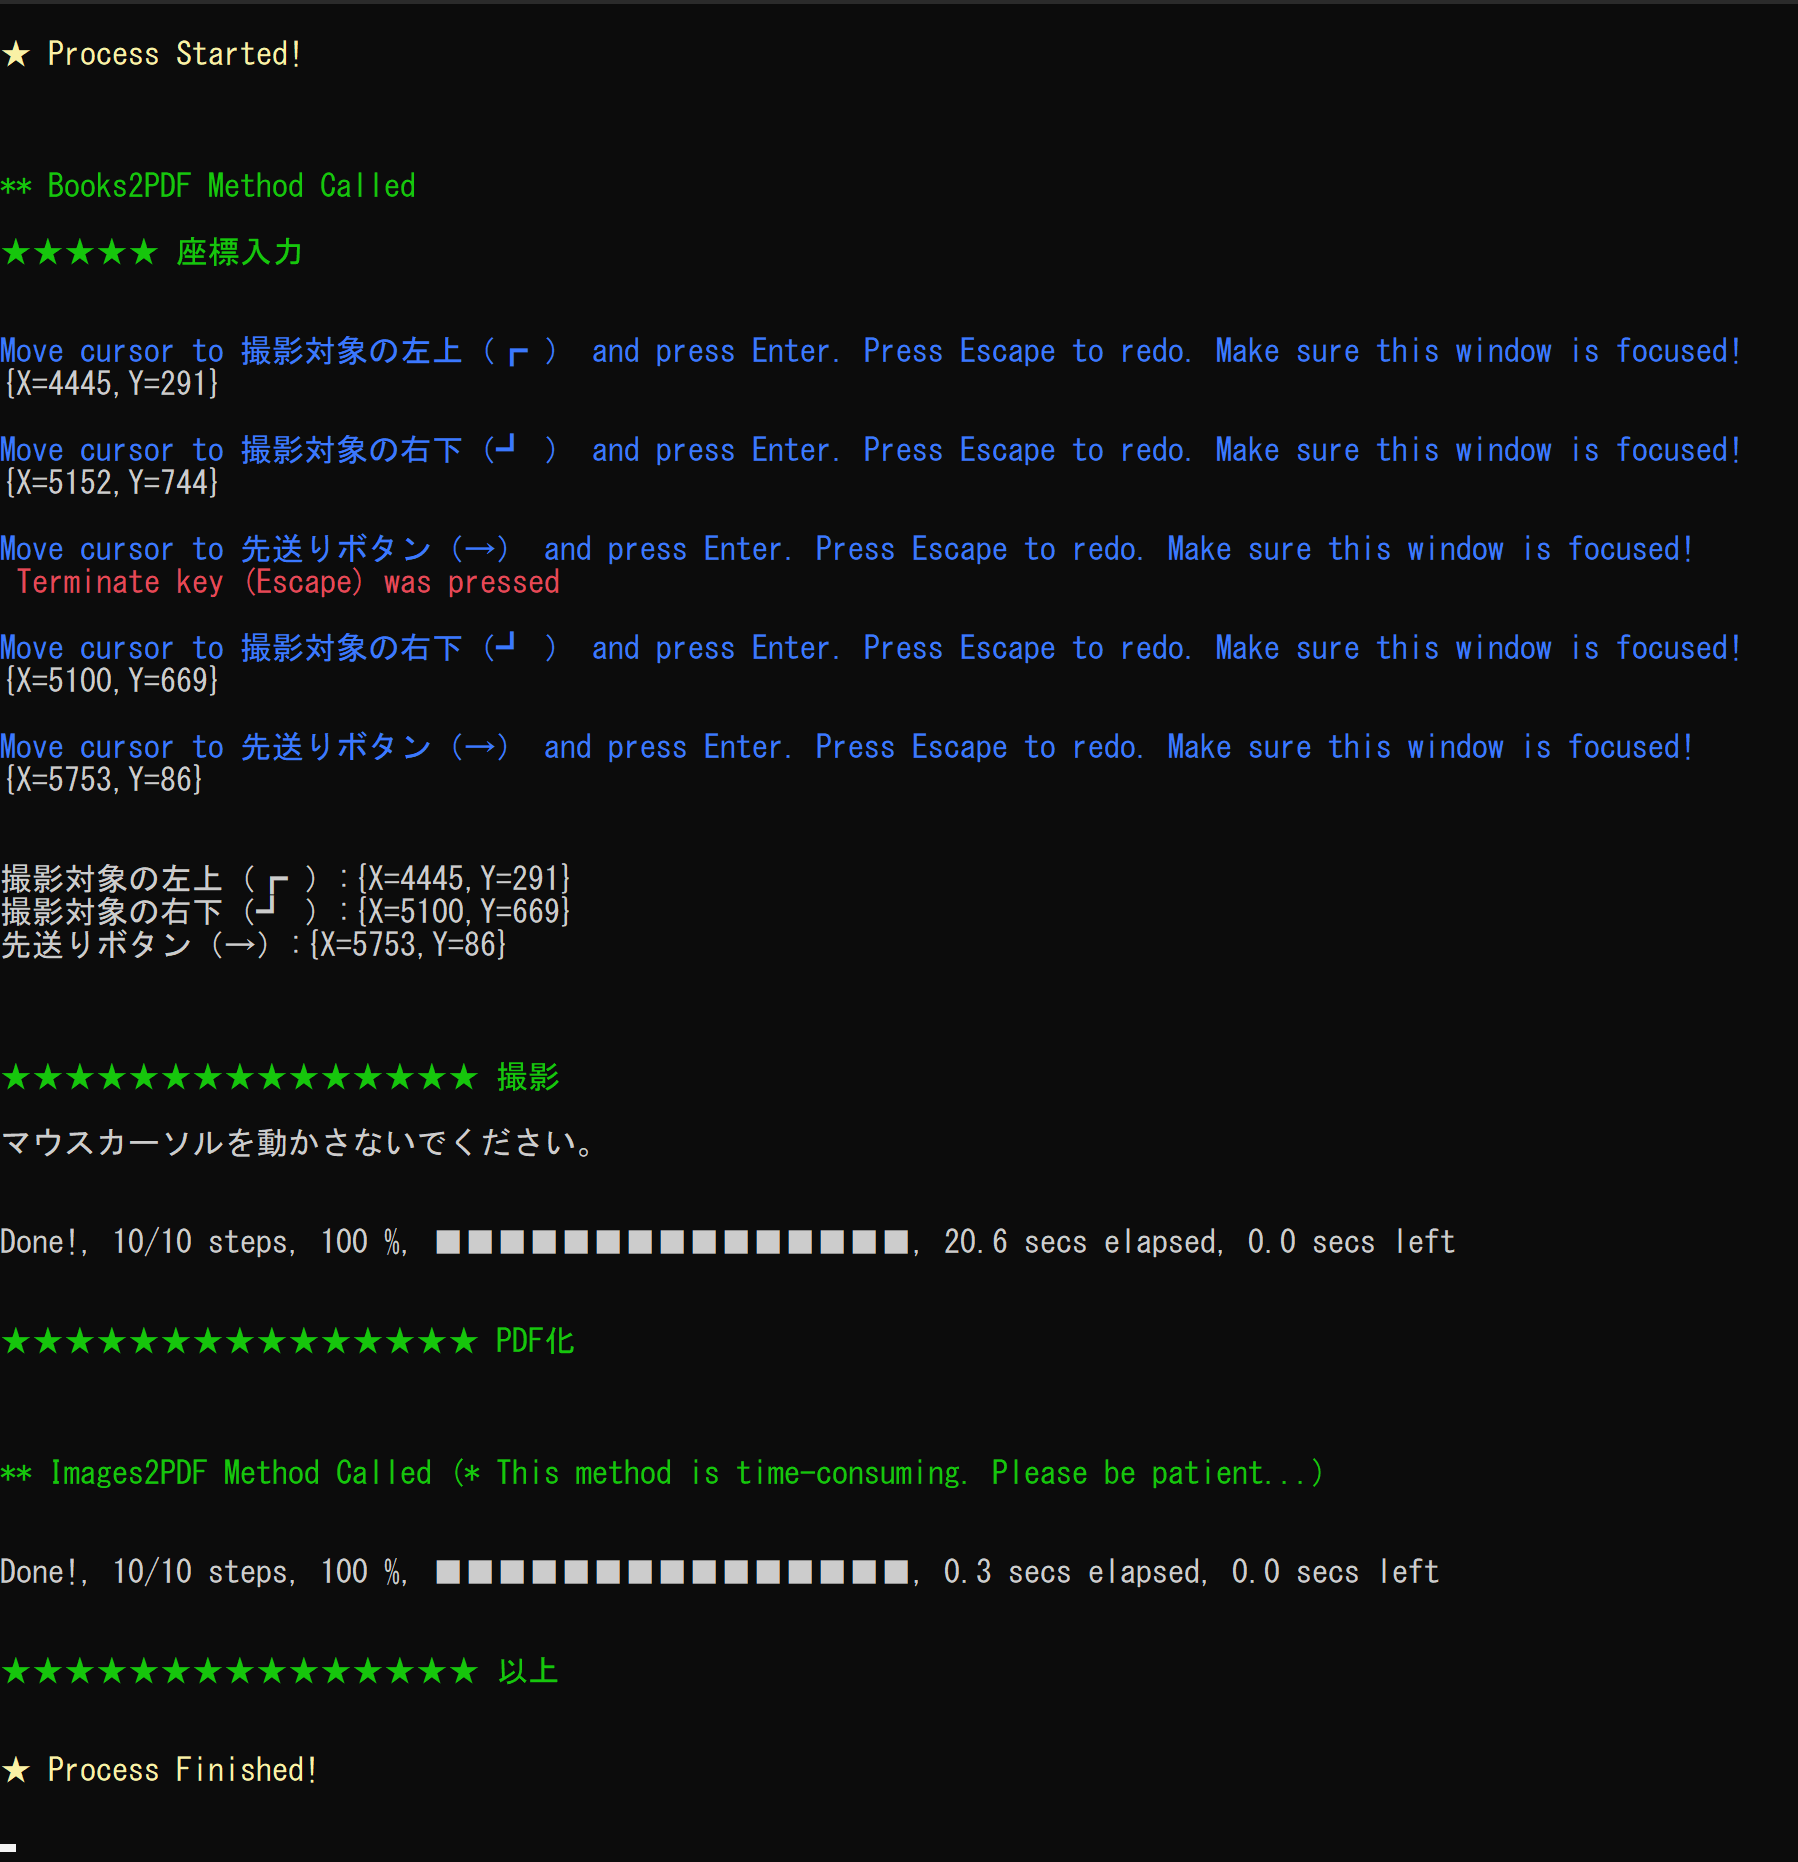 ★ Process Started!
** Books2PDF Method Called
★★★★★ 座標入力
Move cursor to 撮影対象の左上（┏ ） and press Enter. Press Escape to redo. Make sure this window is focused!
{X=4445,Y=291}
Move cursor to 撮影対象の右下（┛ ） and press Enter. Press Escape to redo. Make sure this window is focused!
{X=5152,Y=744}
Move cursor to 先送りボタン（→） and press Enter. Press Escape to redo. Make sure this window is focused!
Terminate key (Escape) was pressed
Move cursor to 撮影対象の右下（┛ ） and press Enter. Press Escape to redo. Make sure this window is focused!
{X=5100,Y=669}
Move cursor to 先送りボタン（→） and press Enter. Press Escape to redo. Make sure this window is focused!
{X=5753,Y=86}
撮影対象の左上（┏ ）:{X=4445,Y=291}
撮影対象の右下（┛ ）:{X=5100,Y=669}
先送りボタン（→）:{X=5753,Y=86}
★★★★★★★★★★★★★★★ 撮影
マウスカーソルを動かさないでください。
Done!, 10/10 steps, 100 %, ■■■■■■■■■■■■■■■, 20.6 secs elapsed, 0.0 secs left
★★★★★★★★★★★★★★★ PDF化
** Images2PDF Method Called (* This method is time-consuming. Please be patient...)
Done!, 10/10 steps, 100 %, ■■■■■■■■■■■■■■■, 0.3 secs elapsed, 0.0 secs left
★★★★★★★★★★★★★★★ 以上
★ Process Finished!